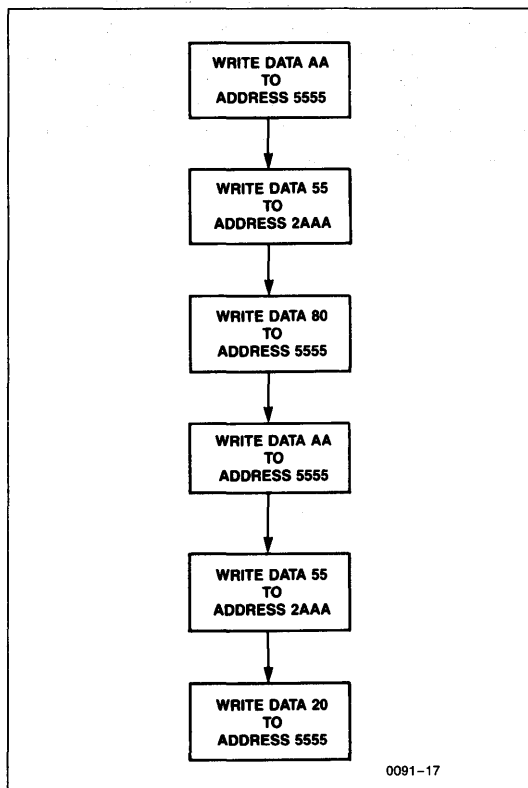 WRITE DATA AA
TO
ADDRESS 5555
WRITE DATA 55
TO
ADDRESS 2AAA
WRITE DATA 80
TO
ADDRESS 5555
WRITE DATA AA
TO
ADDRESS 5555
WRITE DATA 55
TO
ADDRESS 2AAA
WRITE DATA 20
TO
ADDRESS 5555
0091–17